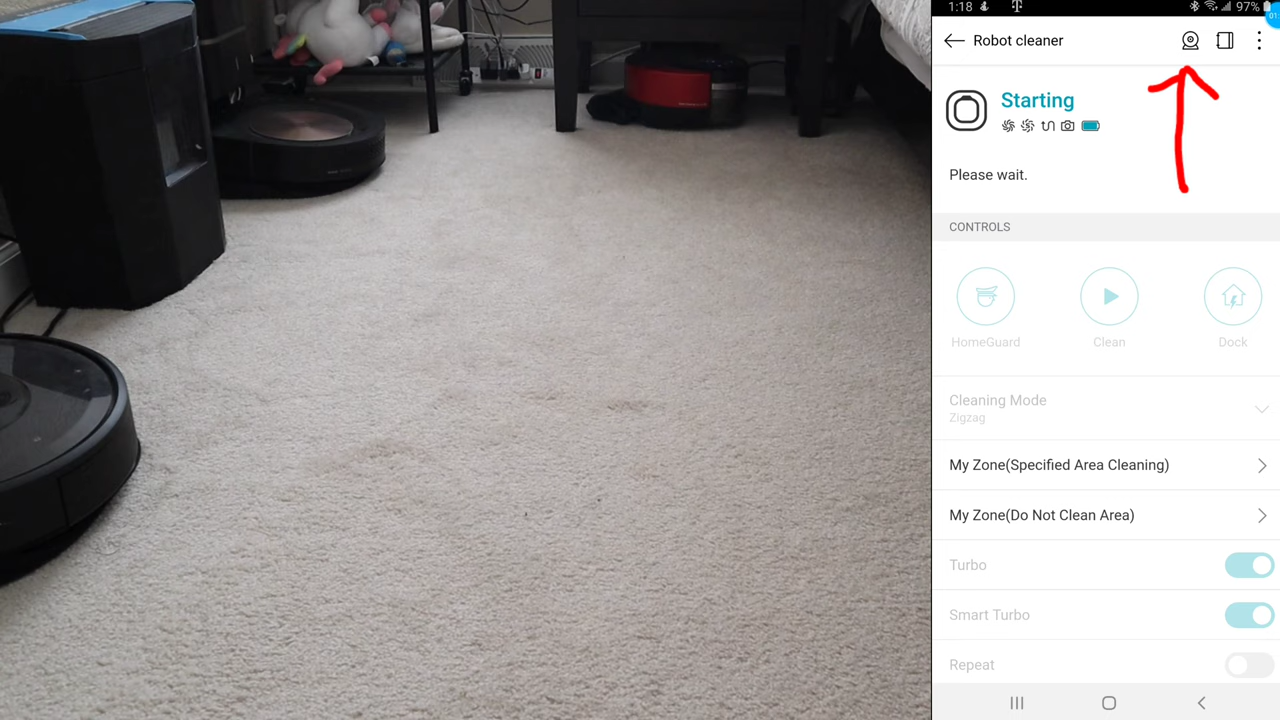 1:18
97%
01:
Robot cleaner
Starting
Please wait.
CONTROLS
HomeGuard
Clean
Dock
Cleaning Mode
Zigzag
My Zone(Specified Area Cleaning)
My Zone(Do Not Clean Area)
Turbo
Smart Turbo
Repeat